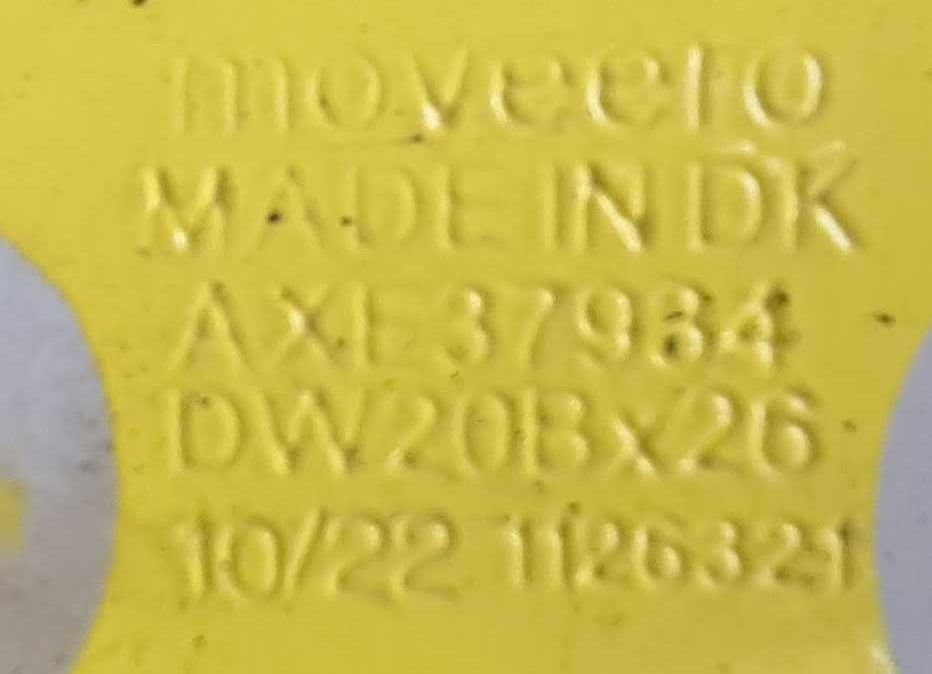 moveero
MADE IN DK
AXE37984
DW20Bx26
10/22 1126321